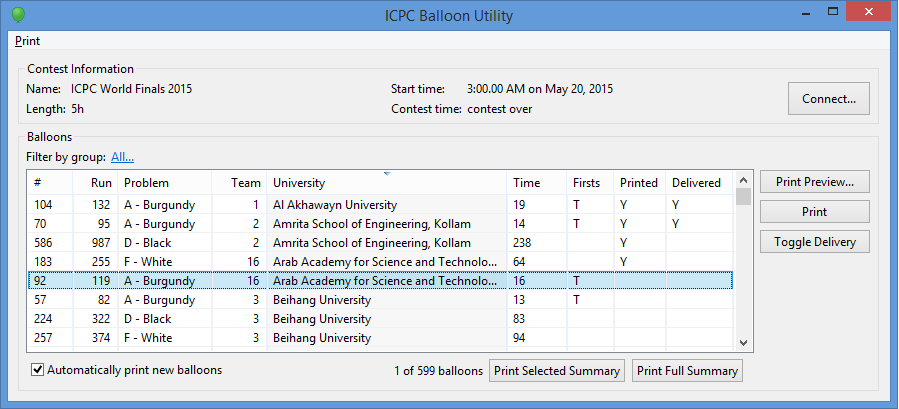 ICPC Balloon Utility
Print
Contest Information
Name: ICPC World Finals 2015 Start time: 3:00.00 AM on May 20, 2015
Length: 5h Contest time: contest over
Connect...
Balloons
Filter by group: All...
# Run Problem Team University Time Firsts Printed Delivered
104 132 A - Burgundy 1 Al Akhawayn University 19 T Y Y
70 95 A - Burgundy 2 Amrita School of Engineering, Kollam 14 T Y Y
586 987 D - Black 2 Amrita School of Engineering, Kollam 238 Y
183 255 F - White 16 Arab Academy for Science and Technolo... 64 Y
92 119 A - Burgundy 16 Arab Academy for Science and Technolo... 16 T
57 82 A - Burgundy 3 Beihang University 13 T
224 322 D - Black 3 Beihang University 83
257 374 F - White 3 Beihang University 94
Print Preview...
Print
Toggle Delivery
Automatically print new balloons 1 of 599 balloons Print Selected Summary Print Full Summary